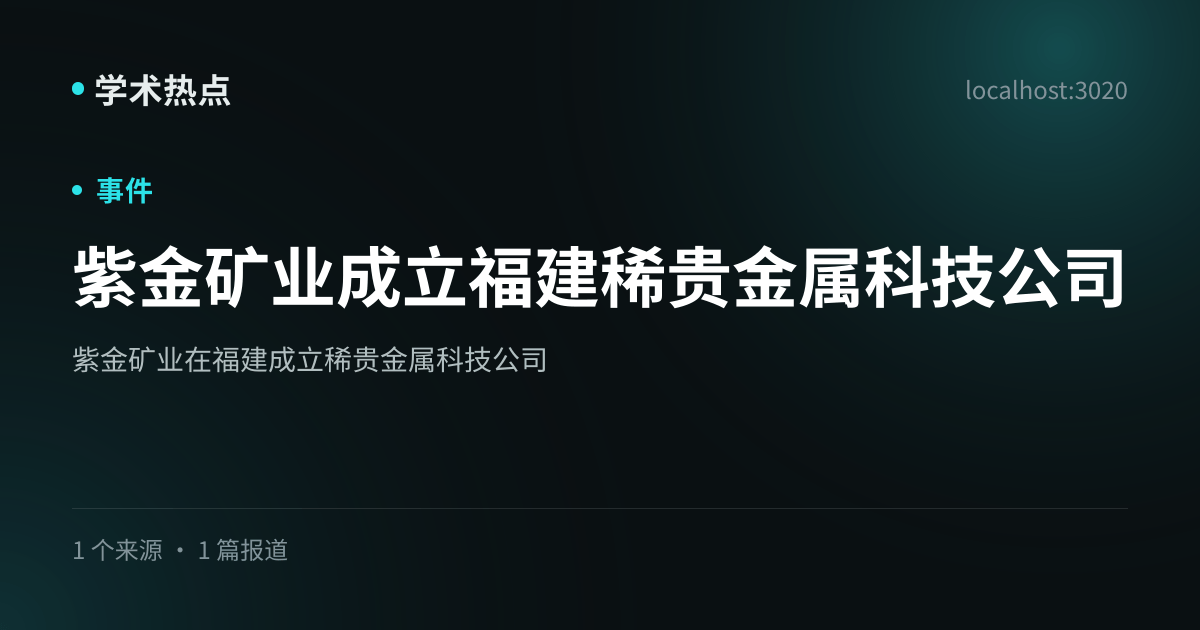 学术热点
localhost:3020
事件
紫金矿业成立福建稀贵金属科技公司
紫金矿业在福建成立稀贵金属科技公司
1 个来源 · 1 篇报道